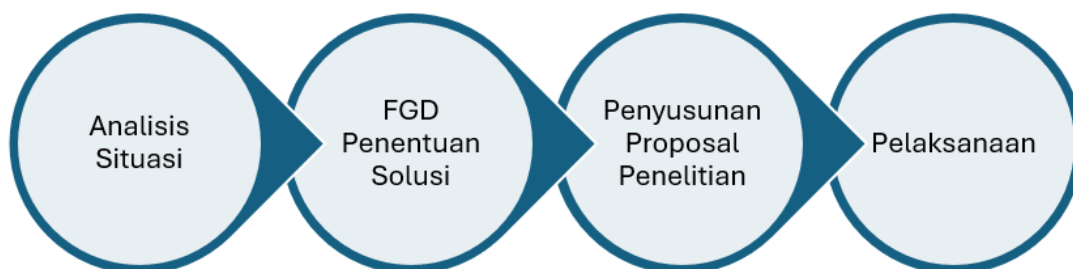 Analisis
Situasi
FGD
Penentuan
Solusi
Penyusunan
Proposal
Penelitian
Pelaksanaan